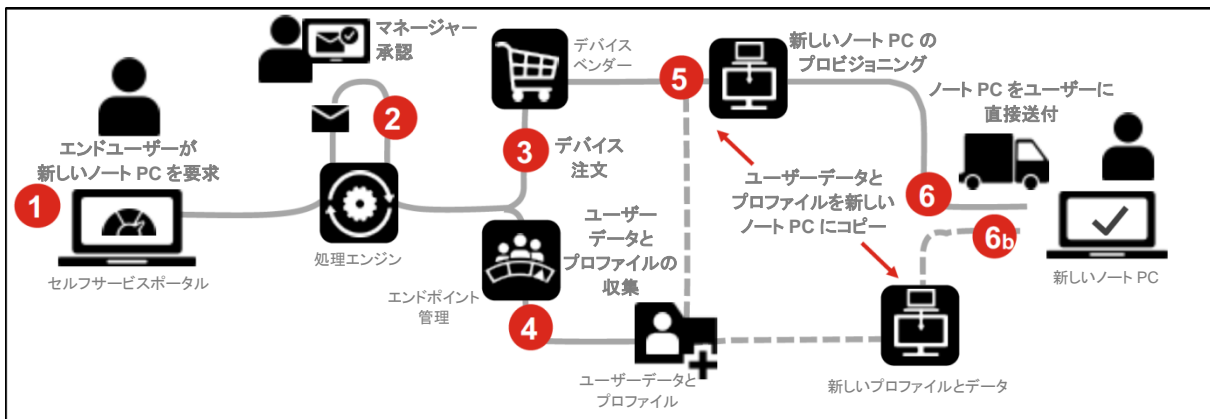 マネージャー
承認
エンドユーザーが
新しいノート PC を要求
1
セルフサービスポータル
2
処理エンジン
デバイス
ベンダー
3
デバイス
注文
ユーザー
データと
プロファイルの
収集
エンドポイント
管理
4
ユーザーデータと
プロファイル
5
新しいノート PC の
プロビジョニング
ユーザーデータと
プロファイルを新しい
ノート PC にコピー
ノート PC をユーザーに
直接送付
6
6b
新しいノート PC
新しいプロファイルとデータ